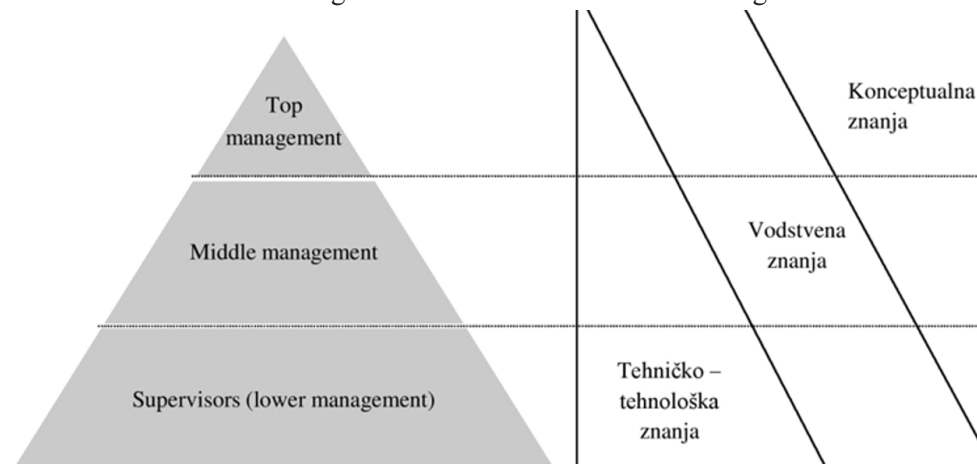 Top
management
Konceptualna
znanja
Middle management
Vodstvena
znanja
Supervisors (lower management)
Tehničko –
tehnološka
znanja